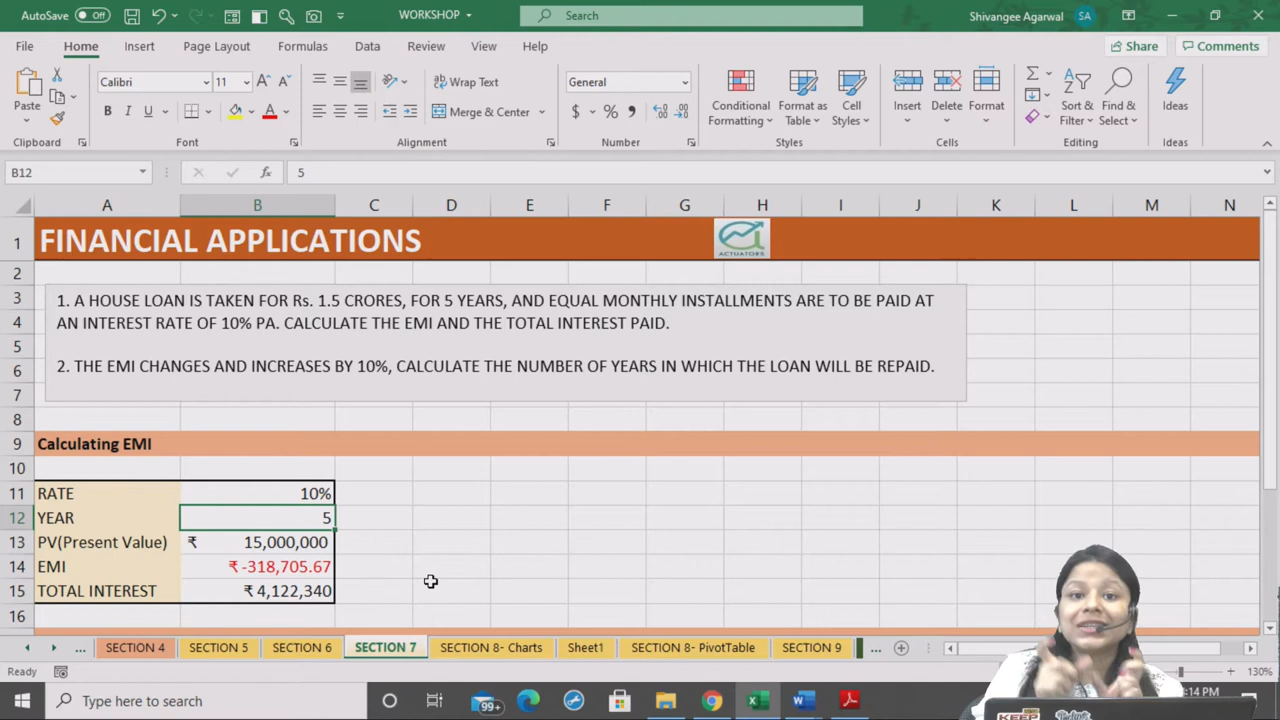 AutoSave Off WORKSHOP Search Shivangee Agarwal SA
File Home Insert Page Layout Formulas Data Review View Help Share Comments
Paste Calibri 11 Wrap Text General Conditional Formatting Format as Table Cell Styles Insert Delete Format Sort & Filter Find & Select Ideas
B I U Merge & Center $ %
Clipboard Font Alignment Number Styles Cells Editing Ideas
B12 fx 5
A B C D E F G H I J K L M N
1 FINANCIAL APPLICATIONS ACTUATORS
2
3 1. A HOUSE LOAN IS TAKEN FOR Rs. 1.5 CRORES, FOR 5 YEARS, AND EQUAL MONTHLY INSTALLMENTS ARE TO BE PAID AT
4 AN INTEREST RATE OF 10% PA. CALCULATE THE EMI AND THE TOTAL INTEREST PAID.
5
6 2. THE EMI CHANGES AND INCREASES BY 10%, CALCULATE THE NUMBER OF YEARS IN WHICH THE LOAN WILL BE REPAID.
7
8
9 Calculating EMI
10
11 RATE 10%
12 YEAR 5
13 PV(Present Value) ₹ 15,000,000
14 EMI ₹ -318,705.67
15 TOTAL INTEREST ₹ 4,122,340
16
... SECTION 4 SECTION 5 SECTION 6 SECTION 7 SECTION 8- Charts Sheet1 SECTION 8- PivotTable SECTION 9 ...
Ready 130%
Type here to search 99+
KEEP